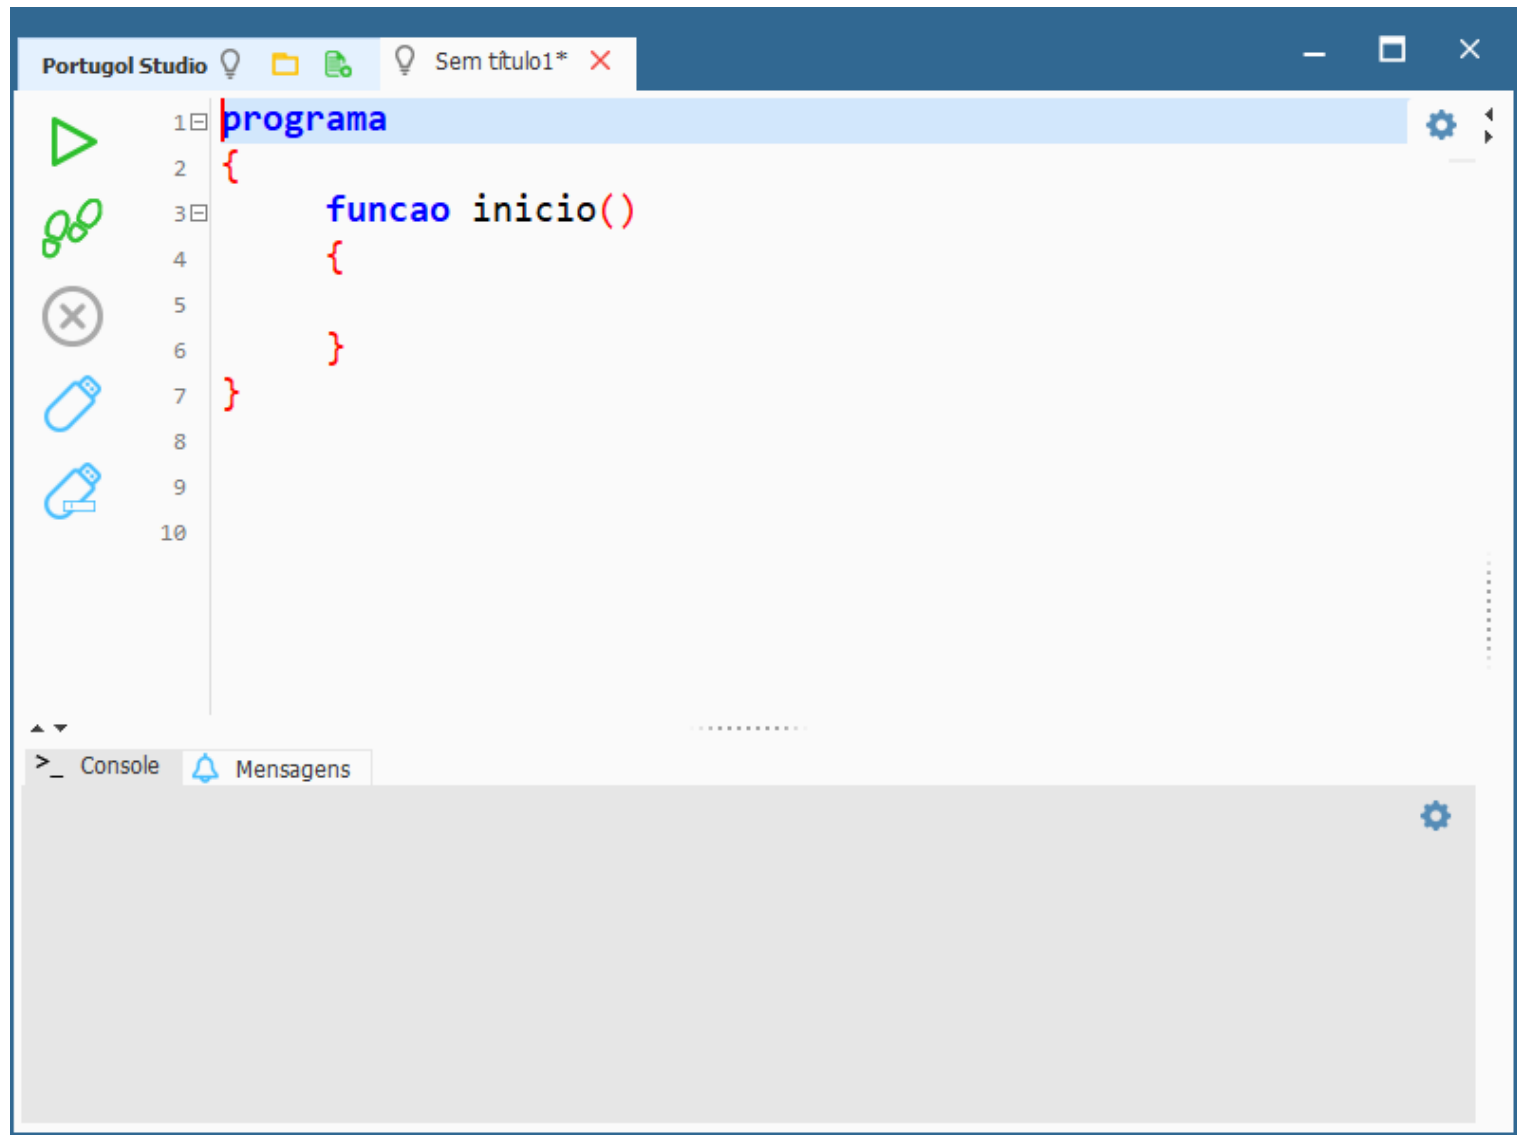 Portugol Studio Sem título1*
1 programa
2 {
3 funcao inicio()
4 {
5
6 }
7 }
8
9
10
>_ Console Mensagens